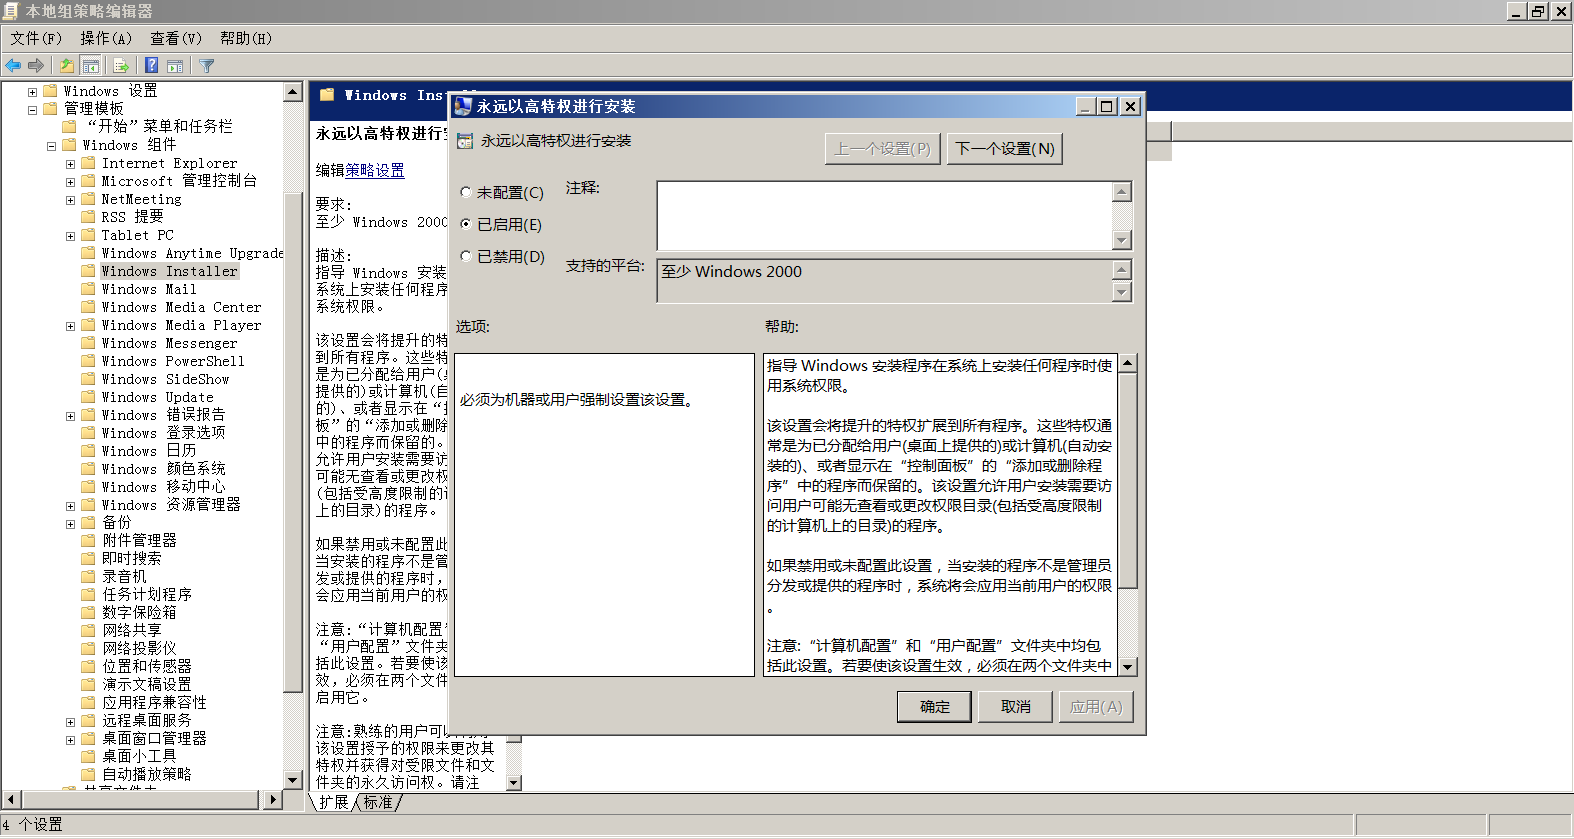 本地组策略编辑器
文件(F) 操作(A) 查看(V) 帮助(H)
Windows 设置
管理模板
“开始”菜单和任务栏
Windows 组件
Internet Explorer
Microsoft 管理控制台
NetMeeting
RSS 提要
Tablet PC
Windows Anytime Upgrade
Windows Installer
Windows Mail
Windows Media Center
Windows Media Player
Windows Messenger
Windows PowerShell
Windows SideShow
Windows Update
Windows 错误报告
Windows 登录选项
Windows 日历
Windows 颜色系统
Windows 移动中心
Windows 资源管理器
备份
附件管理器
即时搜索
录音机
任务计划程序
数字保险箱
网络共享
网络投影仪
位置和传感器
演示文稿设置
应用程序兼容性
远程桌面服务
桌面窗口管理器
桌面小工具
自动播放策略
Windows Inst
永远以高特权进行安
编辑策略设置
要求:
至少 Windows 2000
描述:
指导 Windows 安装
系统上安装任何程序
系统权限。
该设置会将提升的特
到所有程序。这些特
是为已分配给用户(
提供的)或计算机(自
的)、或者显示在“
板”的“添加或删除
中的程序而保留的。
允许用户安装需要访
可能无查看或更改权
(包括受高度限制的计
上的目录)的程序。
如果禁用或未配置此
当安装的程序不是管
发或提供的程序时,
会应用当前用户的权
注意:“计算机配置”
“用户配置”文件夹
括此设置。若要使该
效,必须在两个文件
启用它。
注意:熟练的用户可以利用
该设置授予的权限来更改其
特权并获得对受限文件和文
件夹的永久访问权。请注
扩展 标准
4 个设置
永远以高特权进行安装
永远以高特权进行安装
上一个设置(P) 下一个设置(N)
未配置(C)
已启用(E)
已禁用(D)
注释:
支持的平台:
至少 Windows 2000
选项:
帮助:
必须为机器或用户强制设置该设置。
指导 Windows 安装程序在系统上安装任何程序时使
用系统权限。
该设置会将提升的特权扩展到所有程序。这些特权通
常是为已分配给用户(桌面上提供的)或计算机(自动安
装的)、或者显示在“控制面板”的“添加或删除程
序”中的程序而保留的。该设置允许用户安装需要访
问用户可能无查看或更改权限目录(包括受高度限制
的计算机上的目录)的程序。
如果禁用或未配置此设置，当安装的程序不是管理员
分发或提供的程序时，系统将会应用当前用户的权限
。
注意:“计算机配置”和“用户配置”文件夹中均包
括此设置。若要使该设置生效，必须在两个文件夹中
确定 取消 应用(A)